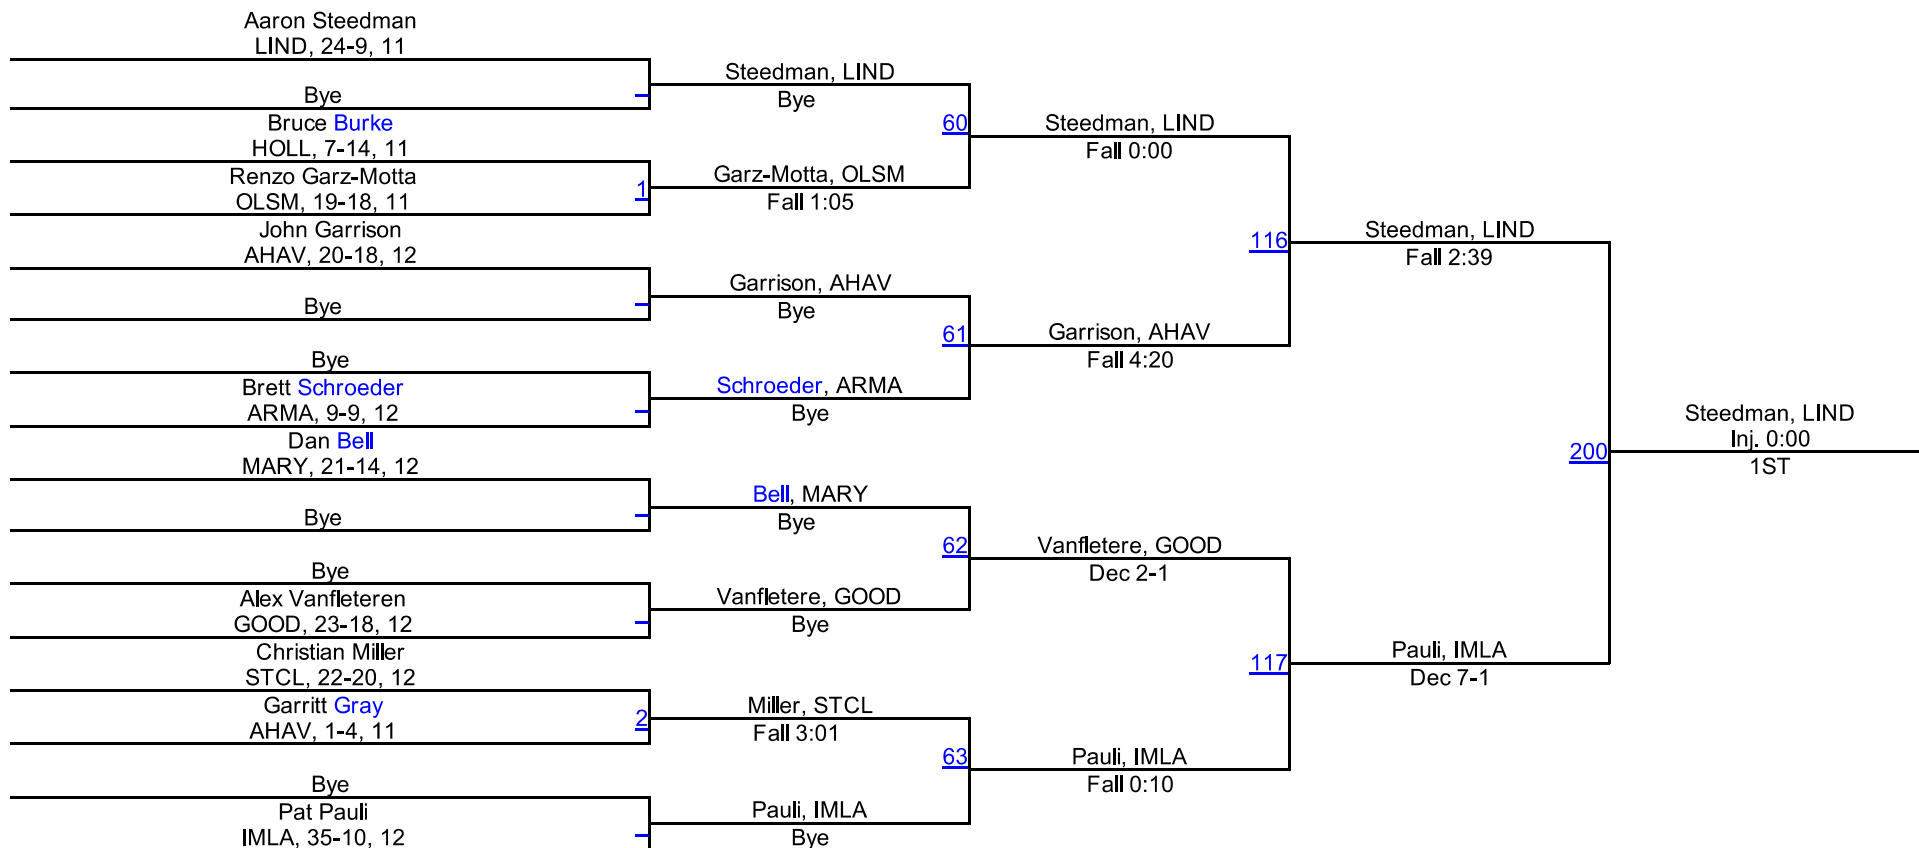 Aaron Steedman
LIND, 24-9, 11
Bye
Bruce Burke
HOLL, 7-14, 11
Renzo Garz-Motta
OLSM, 19-18, 11
1
John Garrison
AHAV, 20-18, 12
Bye
Bye
Brett Schroeder
ARMA, 9-9, 12
Dan Bell
MARY, 21-14, 12
Bye
Bye
Alex Vanfleteren
GOOD, 23-18, 12
Christian Miller
STCL, 22-20, 12
Garritt Gray
AHAV, 1-4, 11
2
Bye
Pat Pauli
IMLA, 35-10, 12
Steedman, LIND
Bye
60
Garz-Motta, OLSM
Fall 1:05
Garrison, AHAV
Bye
61
Schroeder, ARMA
Bye
Bell, MARY
Bye
62
Vanfletere, GOOD
Bye
Miller, STCL
Fall 3:01
63
Pauli, IMLA
Bye
Steedman, LIND
Fall 0:00
116
Garrison, AHAV
Fall 4:20
Vanfletere, GOOD
Dec 2-1
117
Pauli, IMLA
Fall 0:10
Steedman, LIND
Fall 2:39
200
Pauli, IMLA
Dec 7-1
Steedman, LIND
Inj. 0:00
1ST